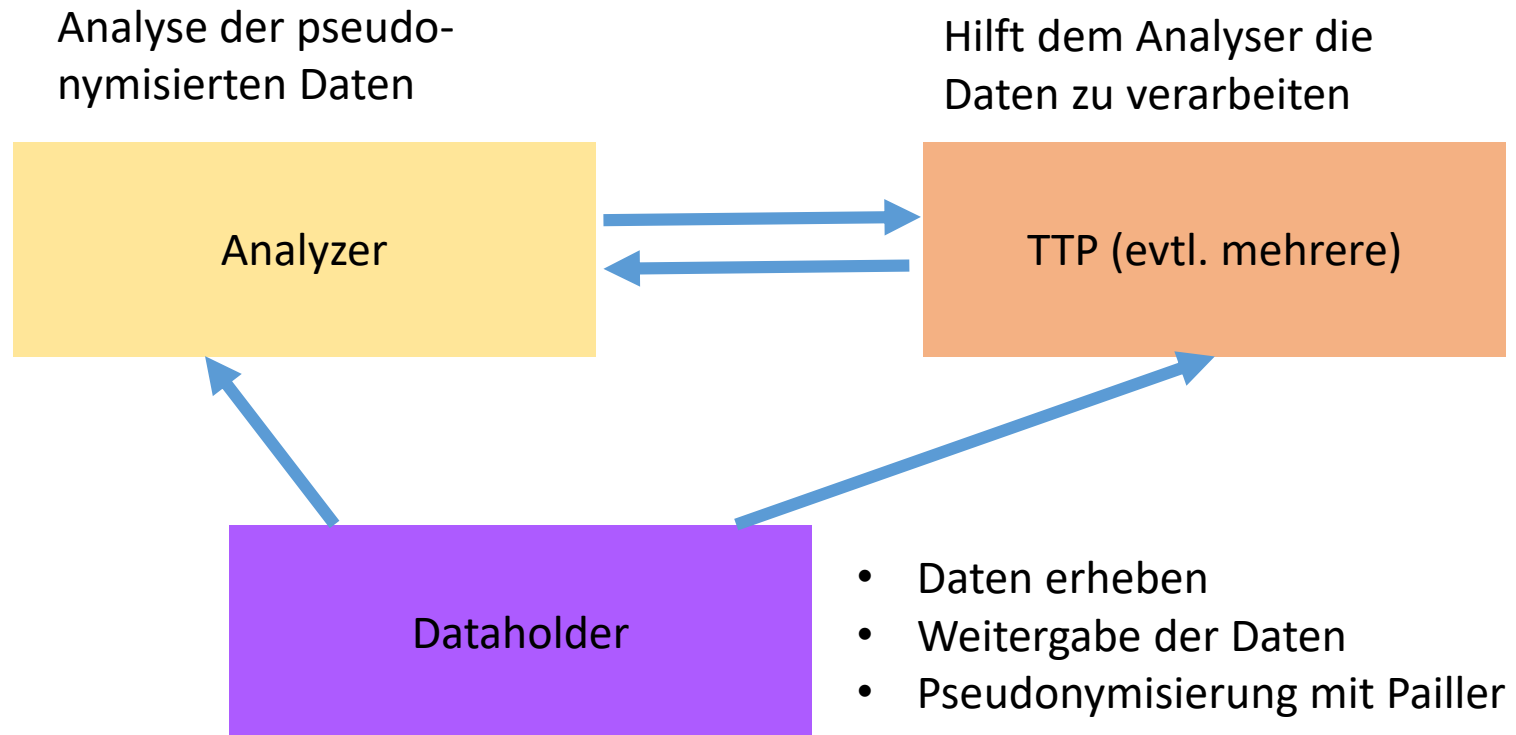 Analyse der pseudo-
nymisierten Daten
Hilft dem Analyser die
Daten zu verarbeiten
Analyzer
TTP (evtl. mehrere)
Dataholder
• Daten erheben
• Weitergabe der Daten
• Pseudonymisierung mit Pailler